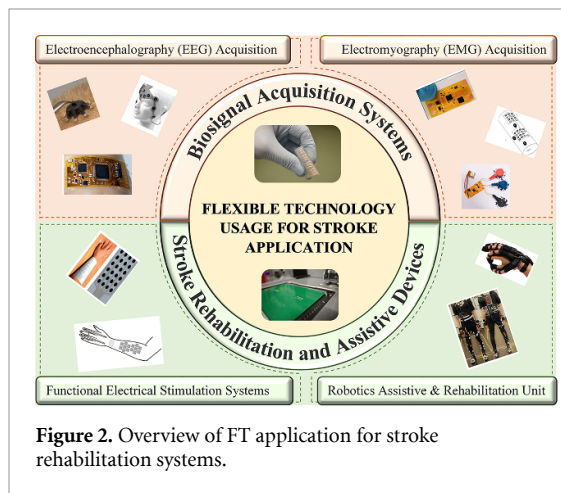 Electroencephalography (EEG) Acquisition
Electromyography (EMG) Acquisition
Biosignal Acquisition Systems
FLEXIBLE TECHNOLOGY
USAGE FOR STROKE
APPLICATION
Stroke Rehabilitation and Assistive Devices
Functional Electrical Stimulation Systems
Robotics Assistive & Rehabilitation Unit
Figure 2. Overview of FT application for stroke
rehabilitation systems.